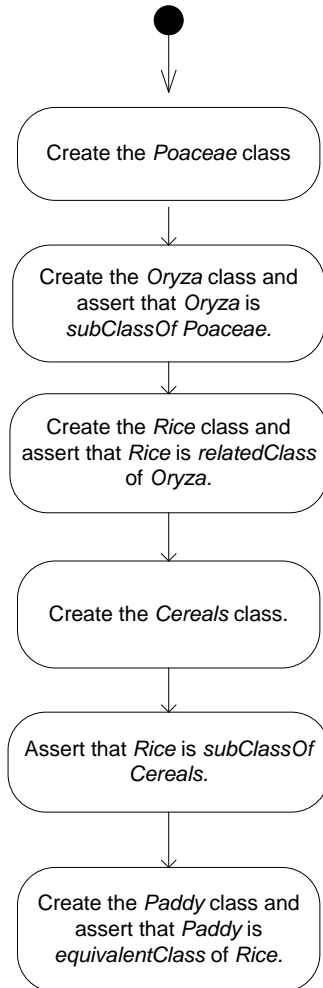 Create the Poaceae class
Create the Oryza class and
assert that Oryza is
subClassOf Poaceae.
Create the Rice class and
assert that Rice is relatedClass
of Oryza.
Create the Cereals class.
Assert that Rice is subClassOf
Cereals.
Create the Paddy class and
assert that Paddy is
equivalentClass of Rice.